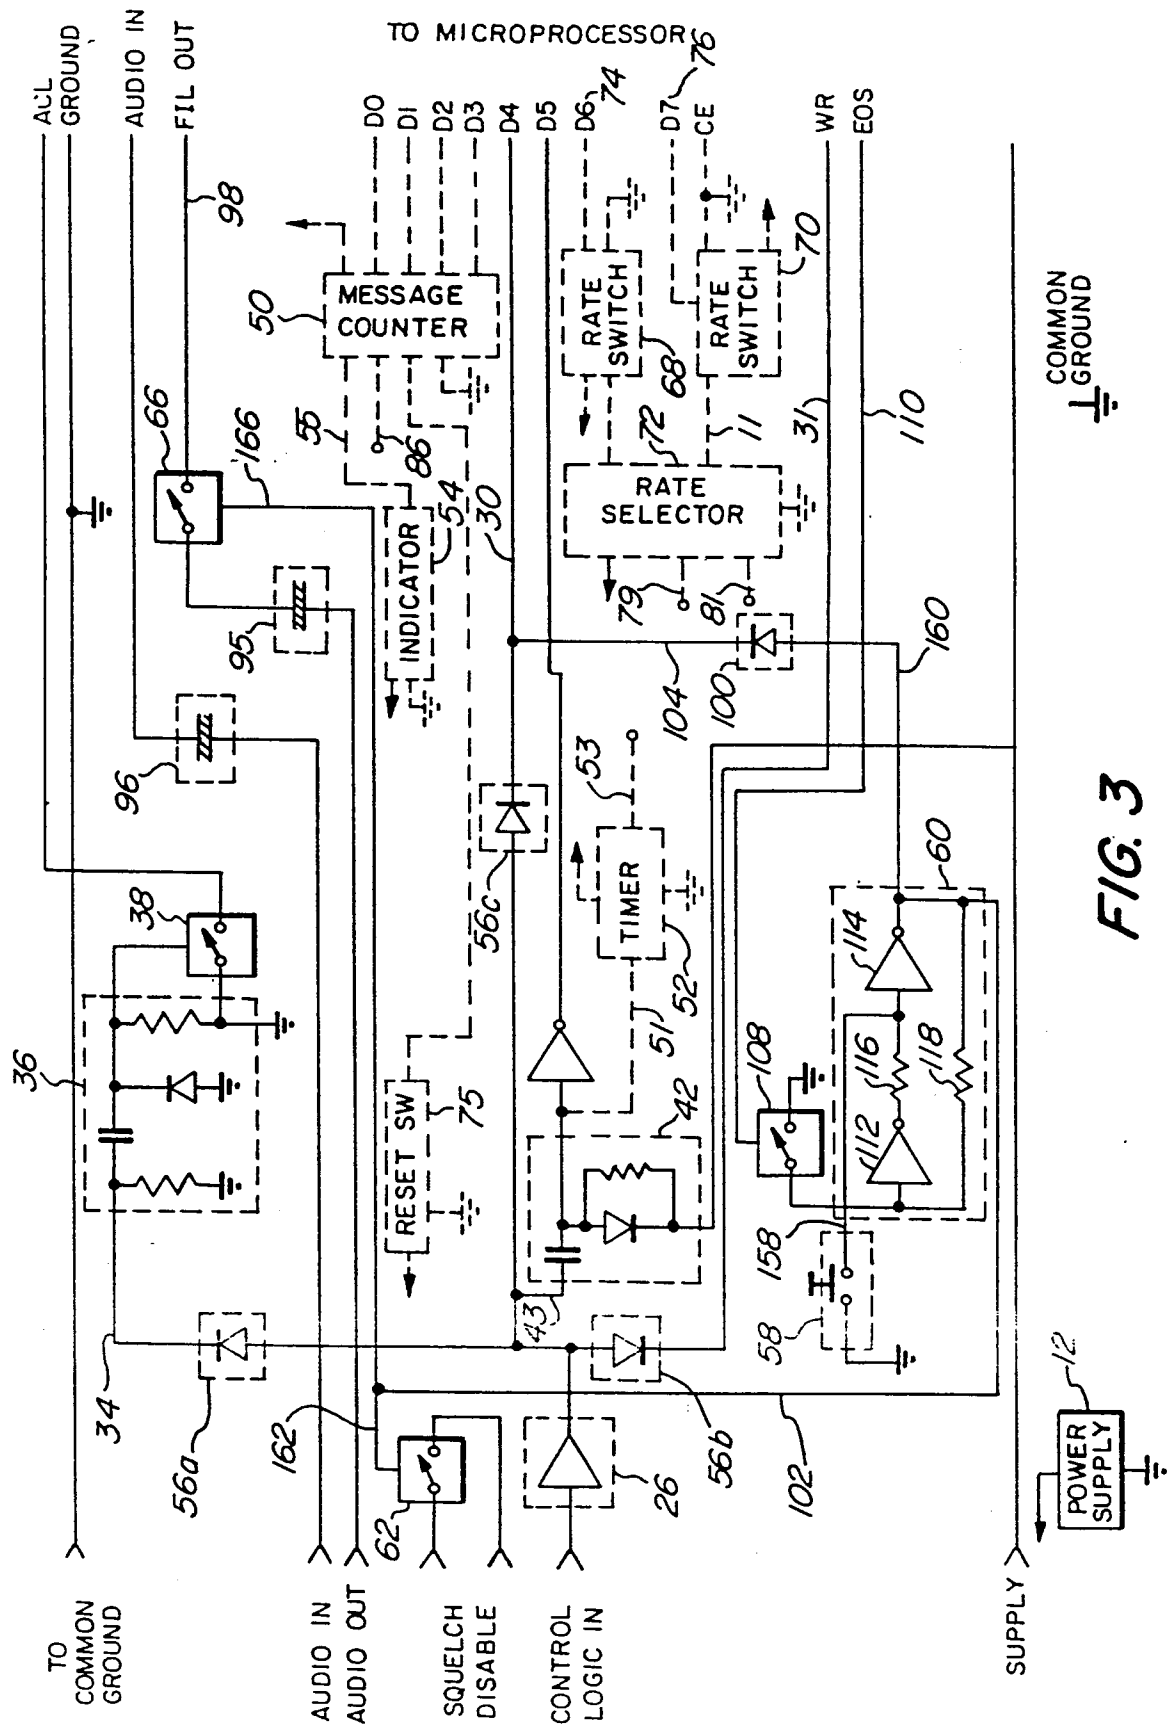 TO MICROPROCESSOR
ACL
GROUND
AUDIO IN
FIL OUT
98
D0
D1
D2
D3
D4
D5
D6
74
D7
76
CE
WR
EOS
50
MESSAGE
COUNTER
RATE
SWITCH
68
RATE
SWITCH
70
COMMON
GROUND
66
166
55
86
INDICATOR
54
30
72
11
RATE
SELECTOR
79
81
31
110
95
96
104
100
160
38
36
56c
53
TIMER
52
51
60
114
116
118
112
108
RESET SW
75
42
43
158
58
34
56a
162
62
26
56b
102
12
POWER
SUPPLY
TO
COMMON
GROUND
AUDIO IN
AUDIO OUT
SQUELCH
DISABLE
CONTROL
LOGIC IN
SUPPLY
FIG. 3